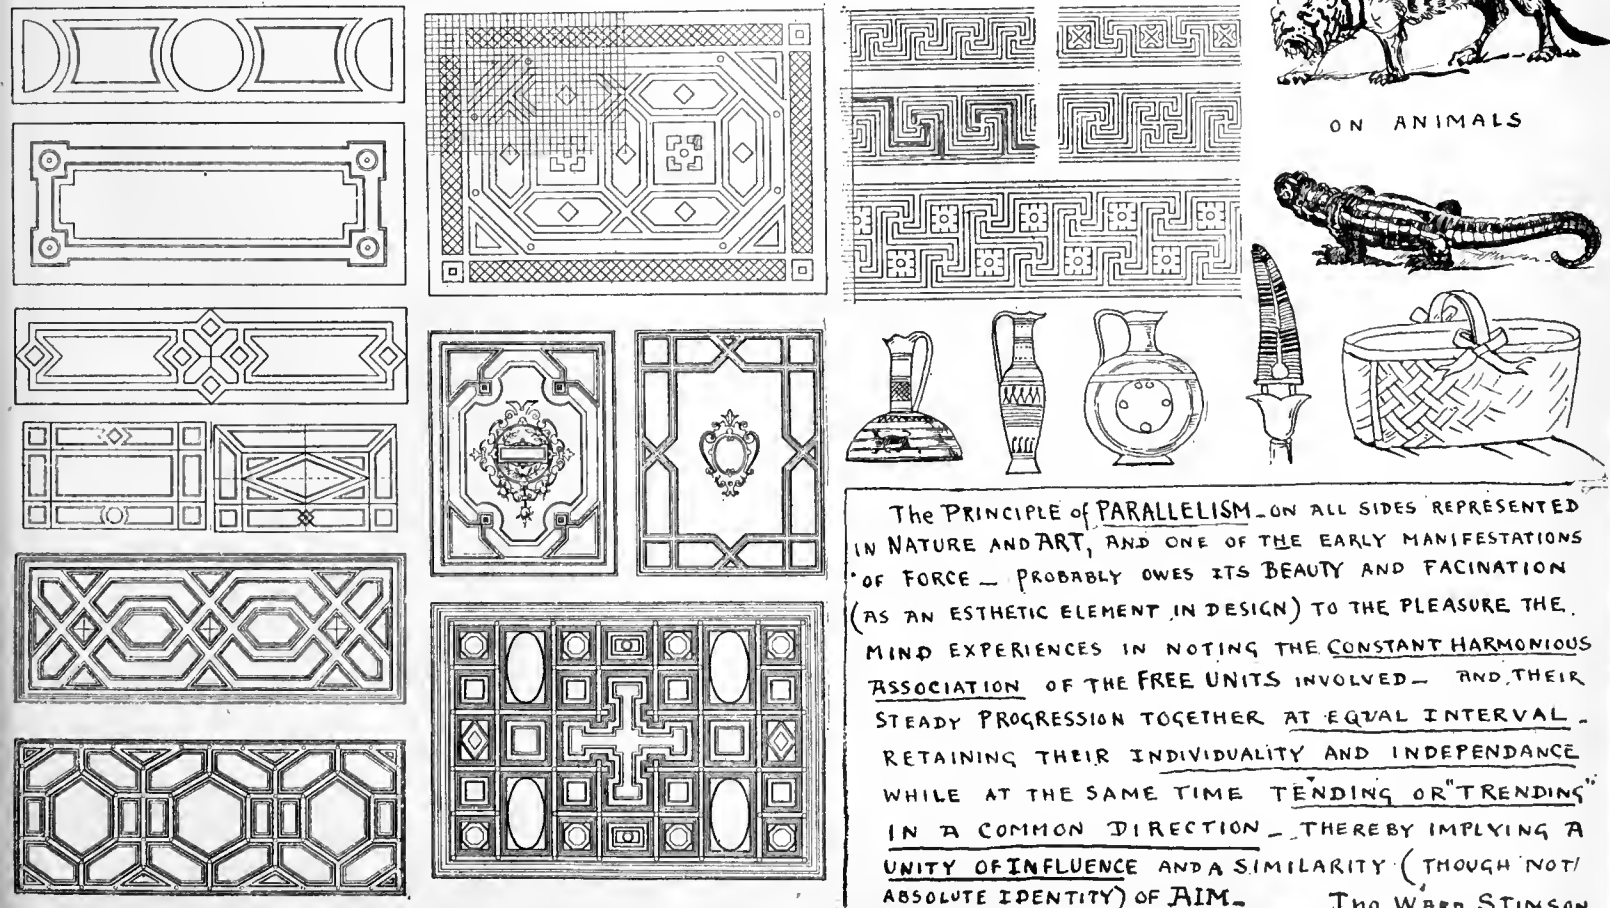 ON ANIMALS
The PRINCIPLE of PARALLELISM - ON ALL SIDES REPRESENTED
IN NATURE AND ART, AND ONE OF THE EARLY MANIFESTATIONS
OF FORCE - PROBABLY OWES ITS BEAUTY AND FACINATION
(AS AN ESTHETIC ELEMENT IN DESIGN) TO THE PLEASURE THE
MIND EXPERIENCES IN NOTING THE CONSTANT HARMONIOUS
ASSOCIATION OF THE FREE UNITS INVOLVED - AND THEIR
STEADY PROGRESSION TOGETHER AT EQUAL INTERVAL -
RETAINING THEIR INDIVIDUALITY AND INDEPENDANCE
WHILE AT THE SAME TIME TENDING OR "TRENDING"
IN A COMMON DIRECTION - THEREBY IMPLYING A
UNITY OF INFLUENCE AND A SIMILARITY (THOUGH NOT
ABSOLUTE IDENTITY) OF AIM - JNO WARD STIMSON